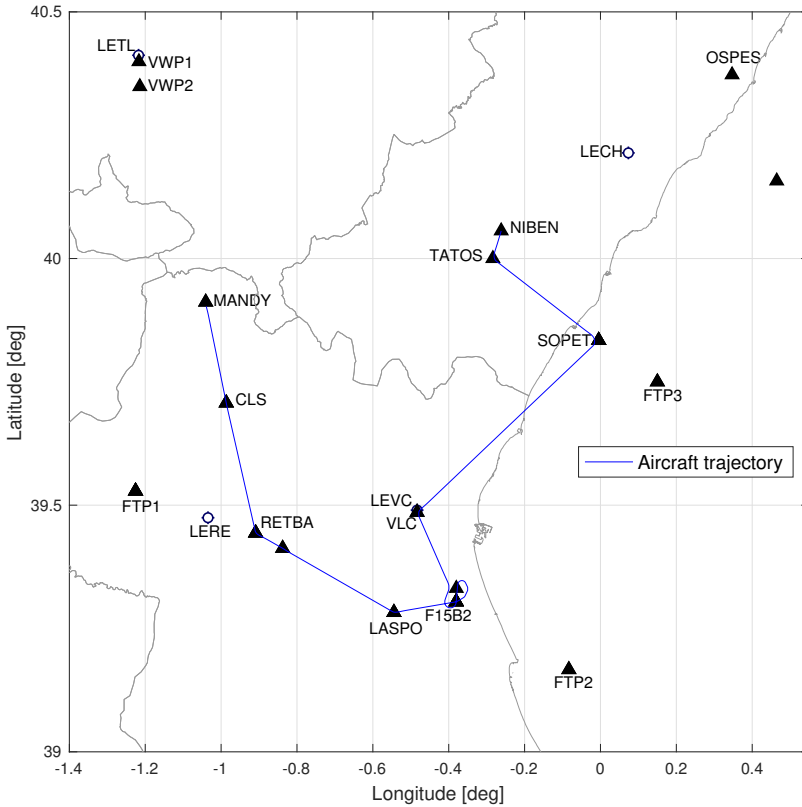 40.5
LETL
VWP1
VWP2
OSPES
LECH
NIBEN
40
TATOS
MANDY
SOPET
FTP3
CLS
Latitude [deg]
Aircraft trajectory
39.5
FTP1
LERE
RETBA
LEVC
VLC
LASPO
F15B2
FTP2
39
-1.4 -1.2 -1 -0.8 -0.6 -0.4 -0.2 0 0.2 0.4
Longitude [deg]